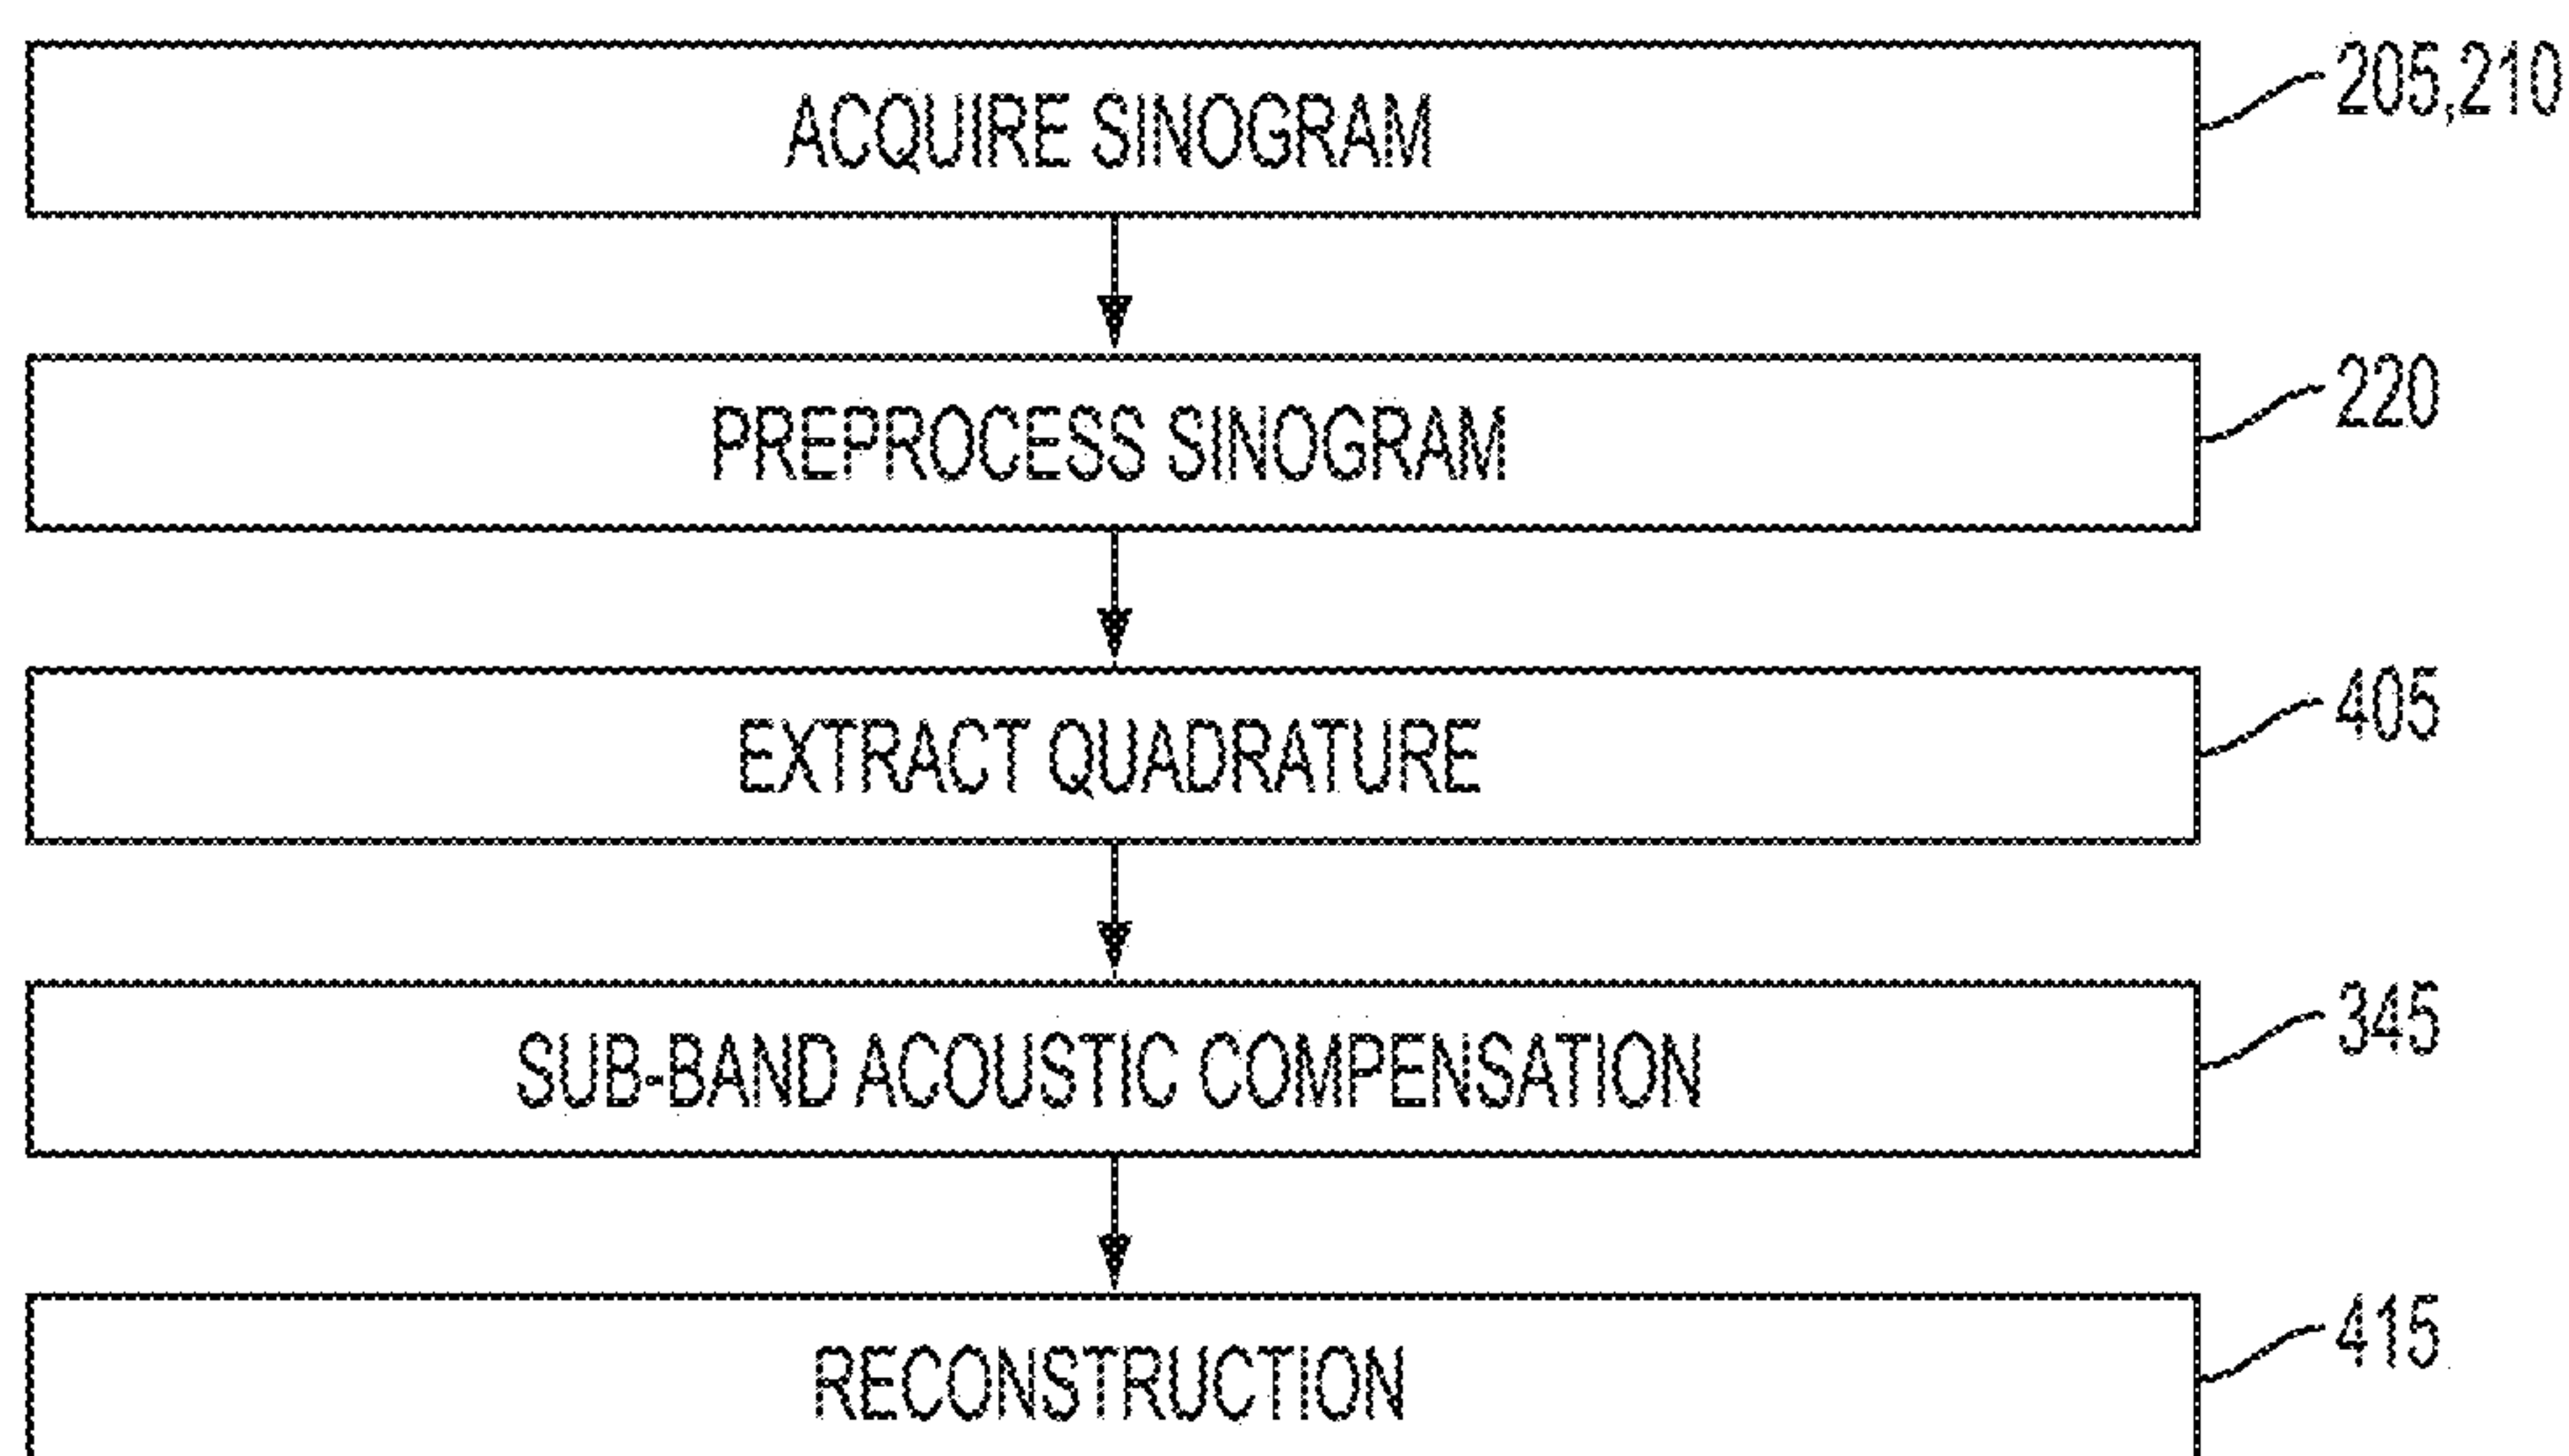 ACQUIRE SINOGRAM 205,210
PREPROCESS SINOGRAM 220
EXTRACT QUADRATURE 405
SUB-BAND ACOUSTIC COMPENSATION 345
RECONSTRUCTION 415